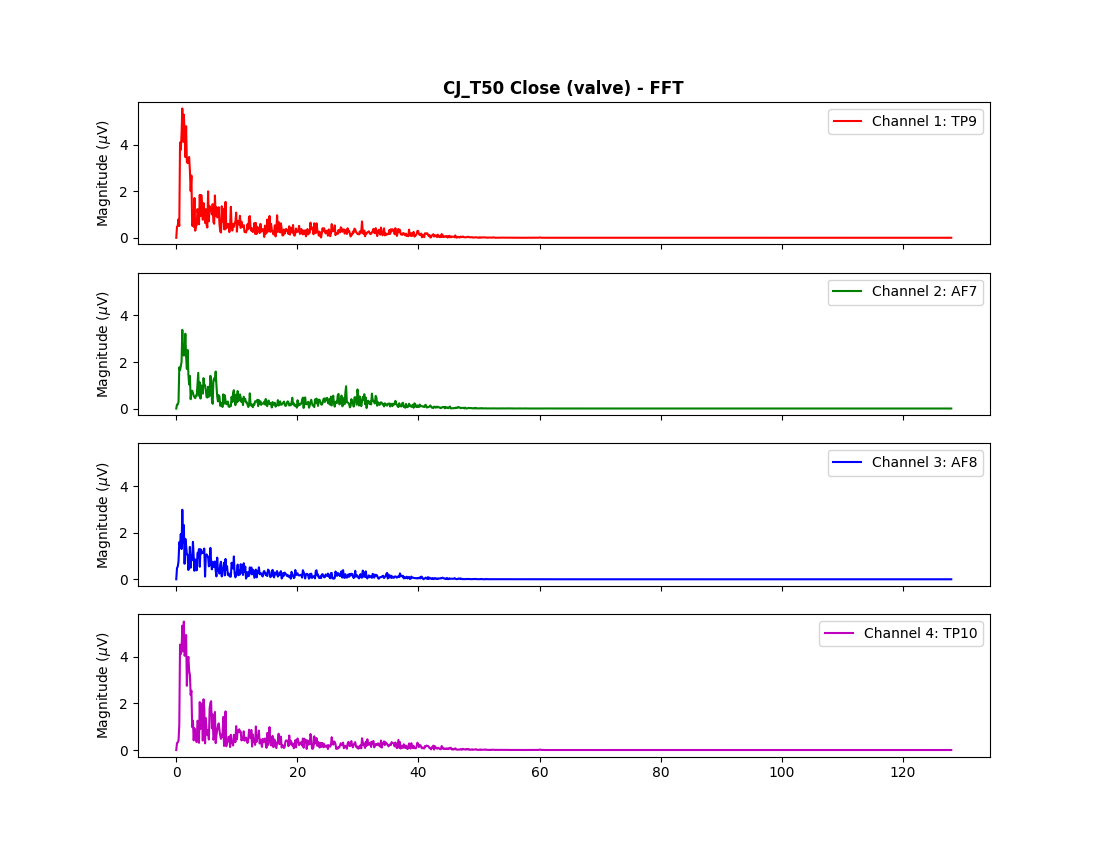 CJ_T50 Close (valve) - FFT
Magnitude (μV)
4
2
0
Channel 1: TP9
Magnitude (μV)
4
2
0
Channel 2: AF7
Magnitude (μV)
4
2
0
Channel 3: AF8
Magnitude (μV)
4
2
0
Channel 4: TP10
0 20 40 60 80 100 120